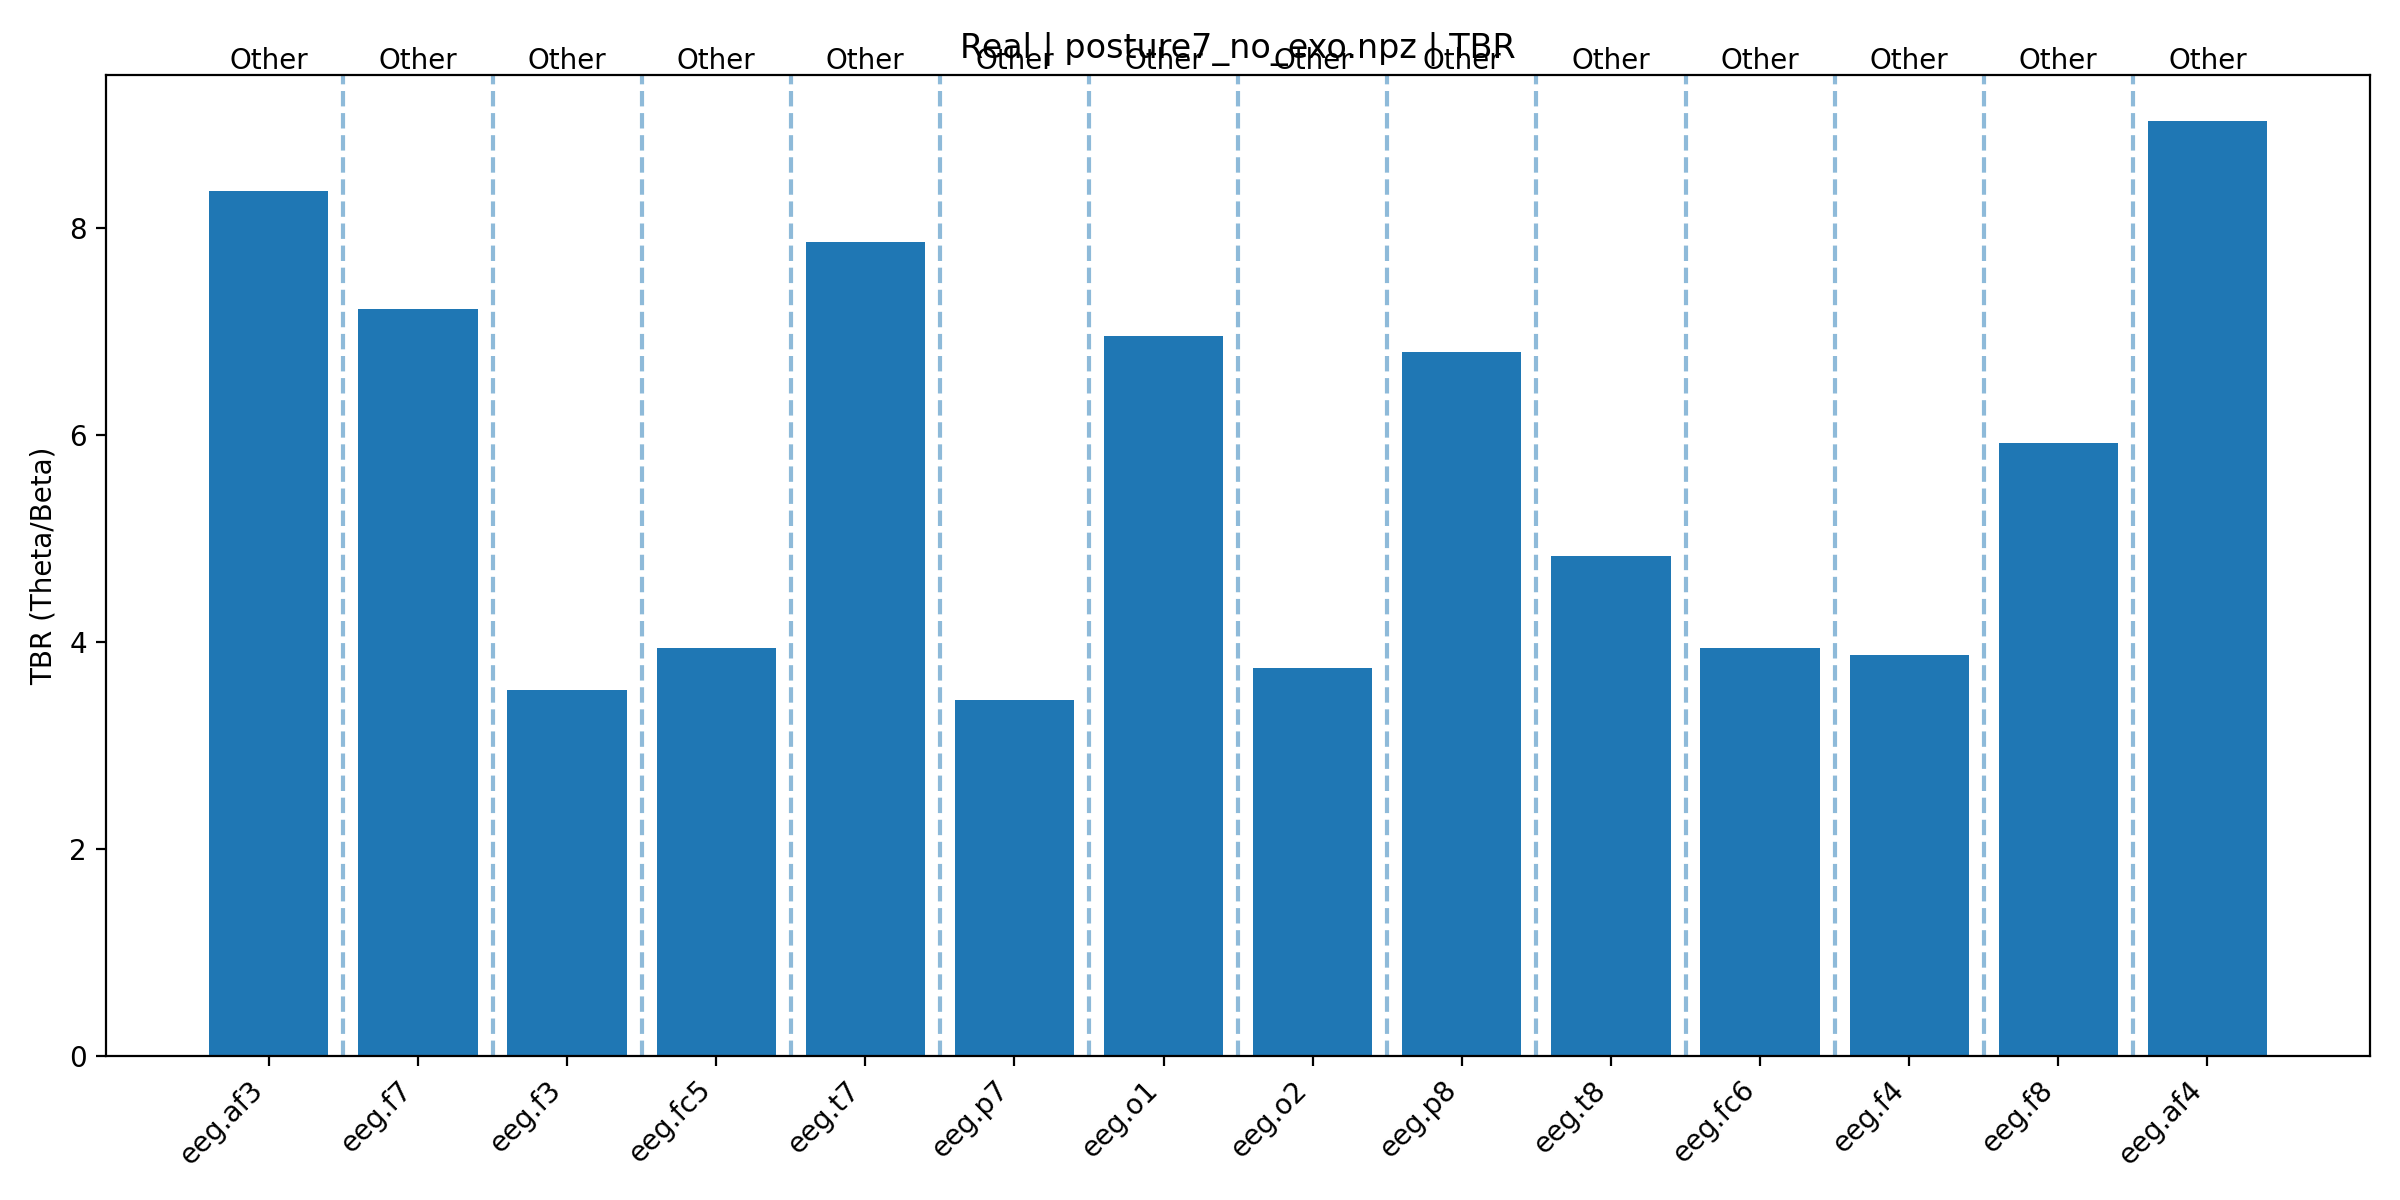 Real | posture7_no_exo.npz | TBR
Other Other Other Other Other Other Other Other Other Other Other Other Other Other
TBR (Theta/Beta)
8
6
4
2
0
eeg.af3 eeg.f7 eeg.f3 eeg.fc5 eeg.t7 eeg.p7 eeg.o1 eeg.o2 eeg.p8 eeg.t8 eeg.fc6 eeg.f4 eeg.f8 eeg.af4